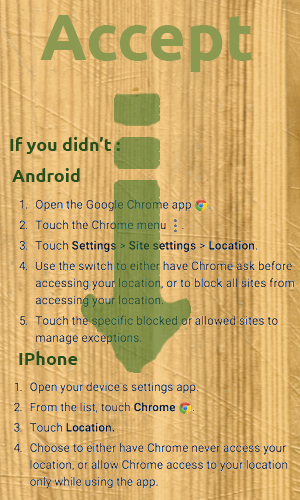 Accept
If you didn't :
Android
1. Open the Google Chrome app
2. Touch the Chrome menu .
3. Touch Settings > Site settings > Location.
4. Use the switch to either have Chrome ask before
accessing your location, or to block all sites from
accessing your location.
5. Touch the specific blocked or allowed sites to
manage exceptions.
IPhone
1. Open your device's settings app.
2. From the list, touch Chrome .
3. Touch Location.
4. Choose to either have Chrome never access your
location, or allow Chrome access to your location
only while using the app.